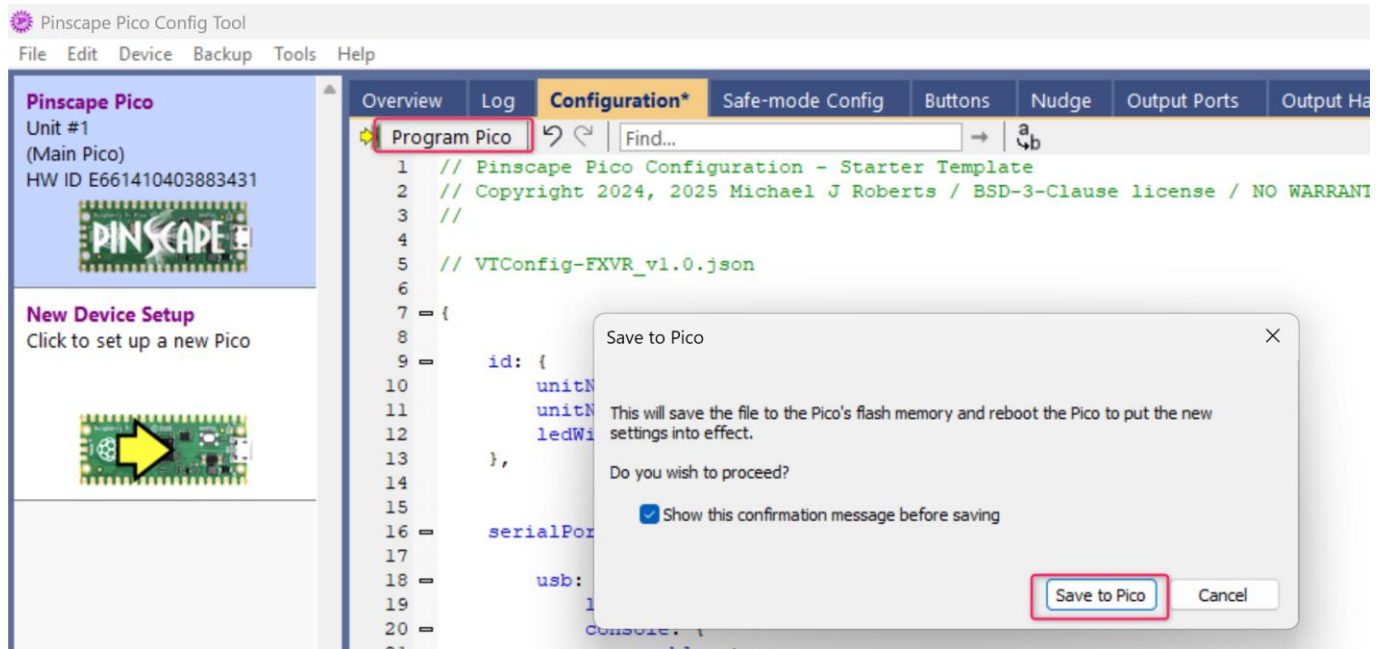 Pinscape Pico Config Tool
File Edit Device Backup Tools Help
Pinscape Pico
Unit #1
(Main Pico)
HW ID E661410403883431
PINSCAPE
New Device Setup
Click to set up a new Pico
Overview Log Configuration* Safe-mode Config Buttons Nudge Output Ports Output Ha
Program Pico Find... → a b
1 // Pinscape Pico Configuration - Starter Template
2 // Copyright 2024, 2025 Michael J Roberts / BSD-3-Clause license / NO WARRANT
3 //
4
5 // VTConfig-FXVR_v1.0.json
6
7 {
8
9 id: {
10 unitN
11 unitN
12 ledWi
13 },
14
15
16 serialPor
17
18 usb:
19 l
20 console: {
Save to Pico
This will save the file to the Pico's flash memory and reboot the Pico to put the new
settings into effect.
Do you wish to proceed?
Show this confirmation message before saving
Save to Pico Cancel